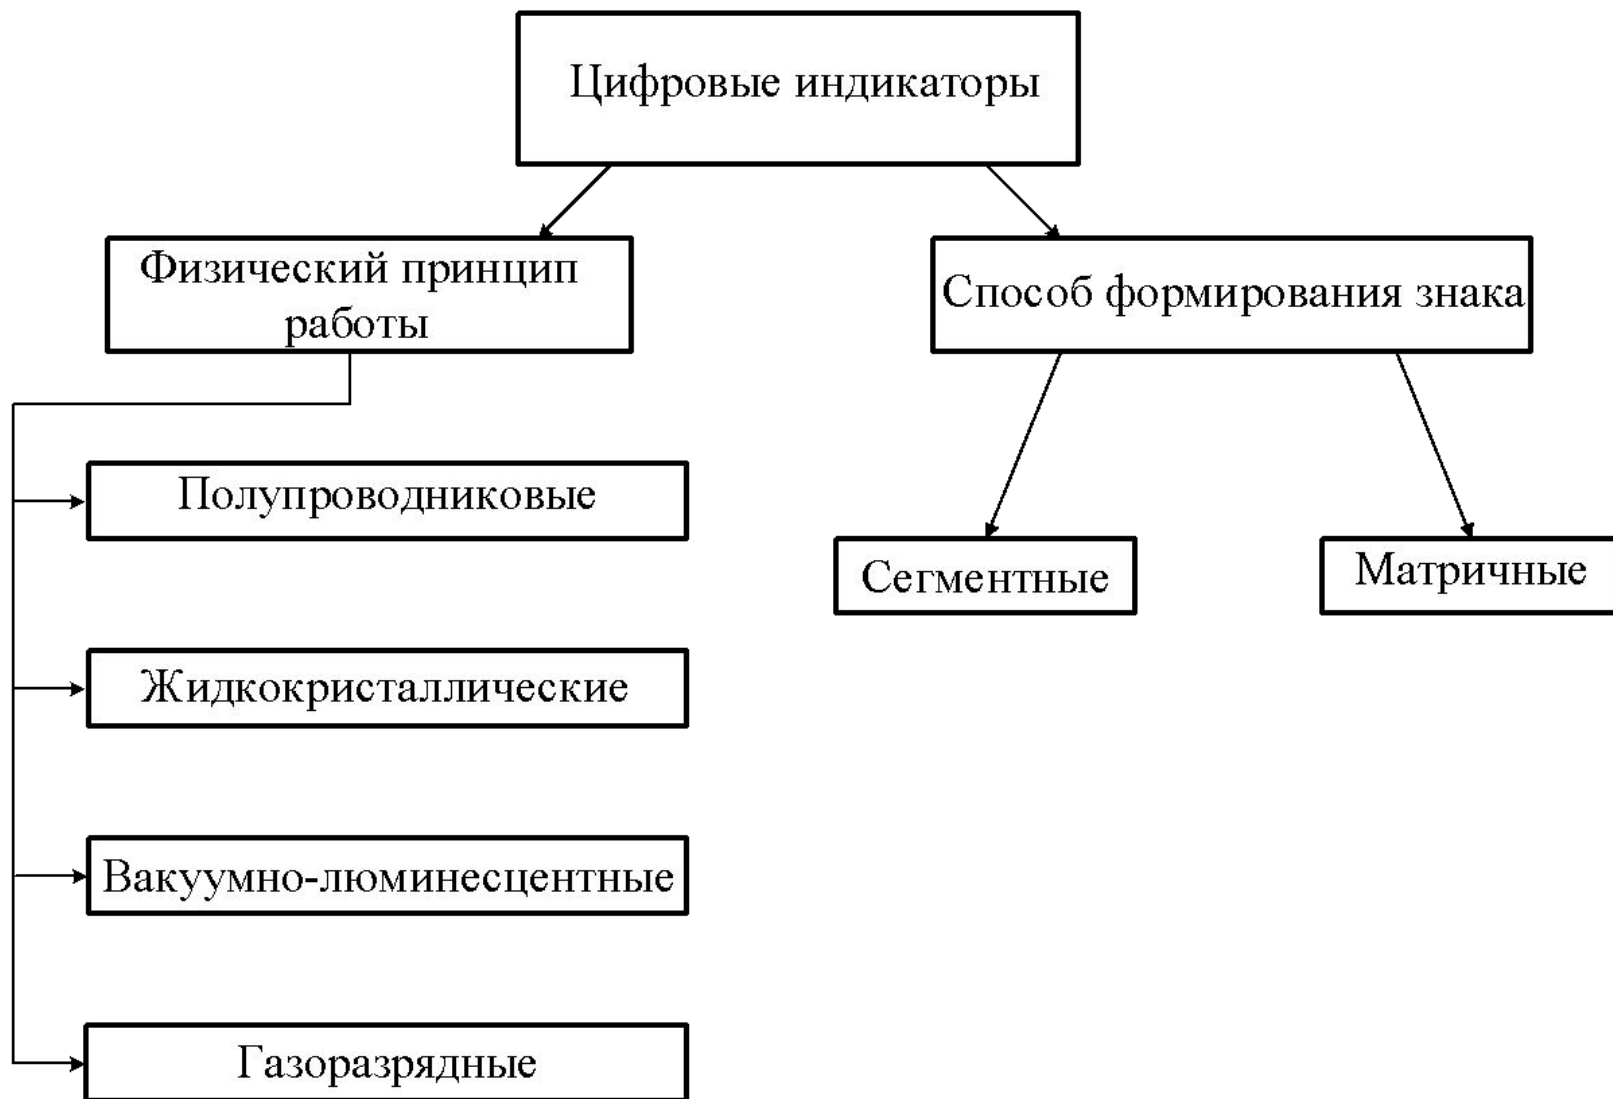 Цифровые индикаторы
Физический принцип
работы
Способ формирования знака
Полупроводниковые
Сегментные
Матричные
Жидкокристаллические
Вакуумно-люминесцентные
Газоразрядные